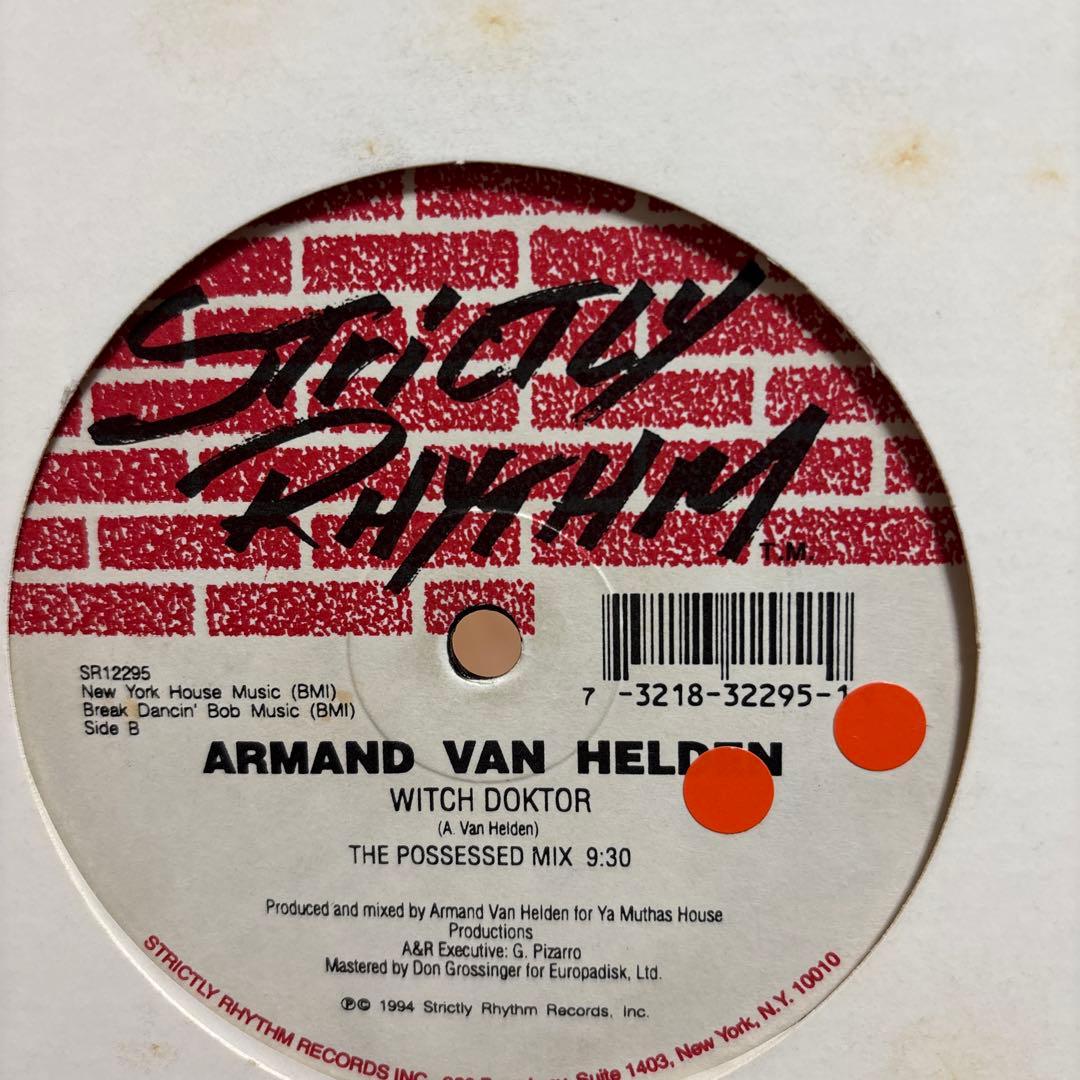 STRICTLY
RHYTHM
T.M.
SR12295
New York House Music (BMI)
Break Dancin' Bob Music (BMI)
Side B
7 -3218-32295-1
ARMAND VAN HELDEN
WITCH DOKTOR
(A. Van Helden)
THE POSSESSED MIX 9:30
Produced and mixed by Armand Van Helden for Ya Muthas House
Productions
A&R Executive: G. Pizarro
Mastered by Don Grossinger for Europadisk, Ltd.
ⓅⒸ 1994 Strictly Rhythm Records, Inc.
STRICTLY RHYTHM RECORDS INC. Suite 1403, New York, N.Y. 10010